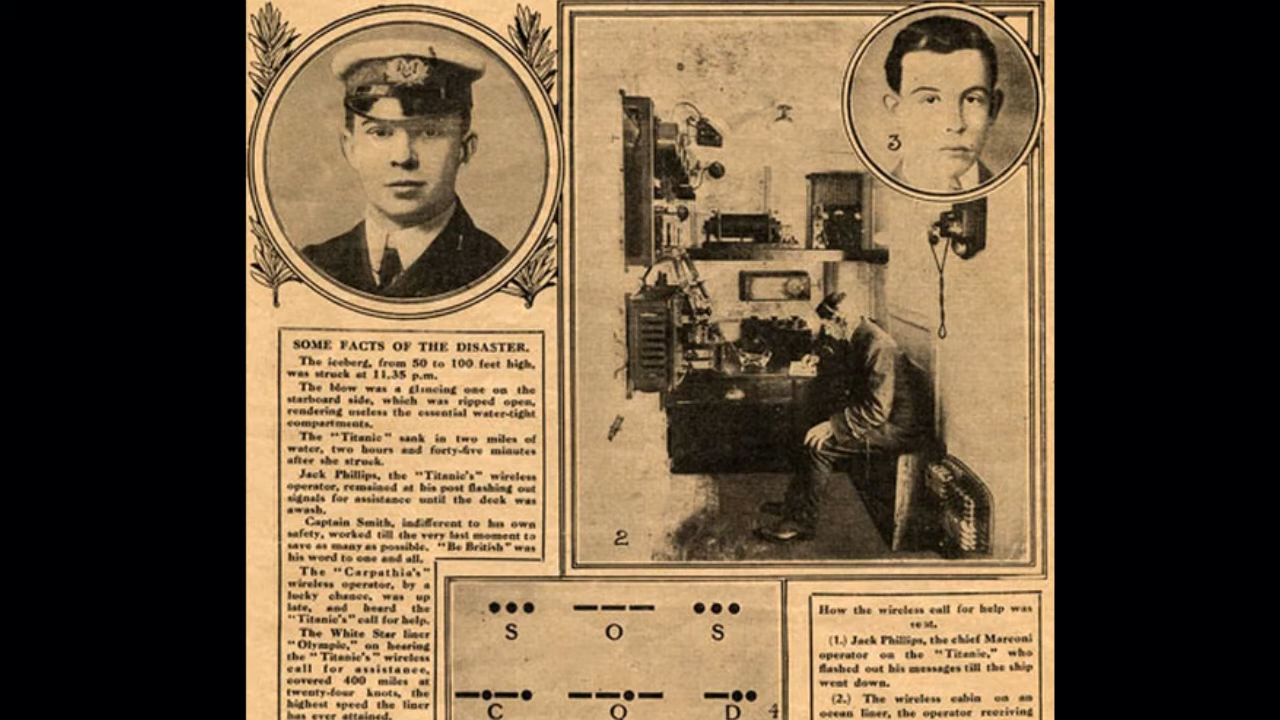 3
2
SOME FACTS OF THE DISASTER.
The iceberg, from 50 to 100 feet high,
was struck at 11.35 p.m.
The blow was a glancing one on the
starboard side, which was ripped open,
rendering useless the essential water-tight
compartments.
The "Titanic" sank in two miles of
water, two hours and forty-five minutes
after she struck.
Jack Phillips, the "Titanic's" wireless
operator, remained at his post flashing out
signals for assistance until the deck was
awash.
Captain Smith, indifferent to his own
safety, worked till the very last moment to
save as many as possible. "Be British" was
his word to one and all.
The "Carpathia's"
wireless operator, by a
lucky chance, was up
late, and heard the
"Titanic's" call for help.
The White Star liner
"Olympic," on hearing
the "Titanic's" wireless
call for assistance,
covered 400 miles at
twenty-four knots, the
highest speed the liner
has ever attained.
S O S
C Q D 4
How the wireless call for help was
sent.
(1.) Jack Phillips, the chief Marconi
operator on the "Titanic," who
flashed out his messages till the ship
went down.
(2.) The wireless cabin on an
ocean liner, the operator receiving